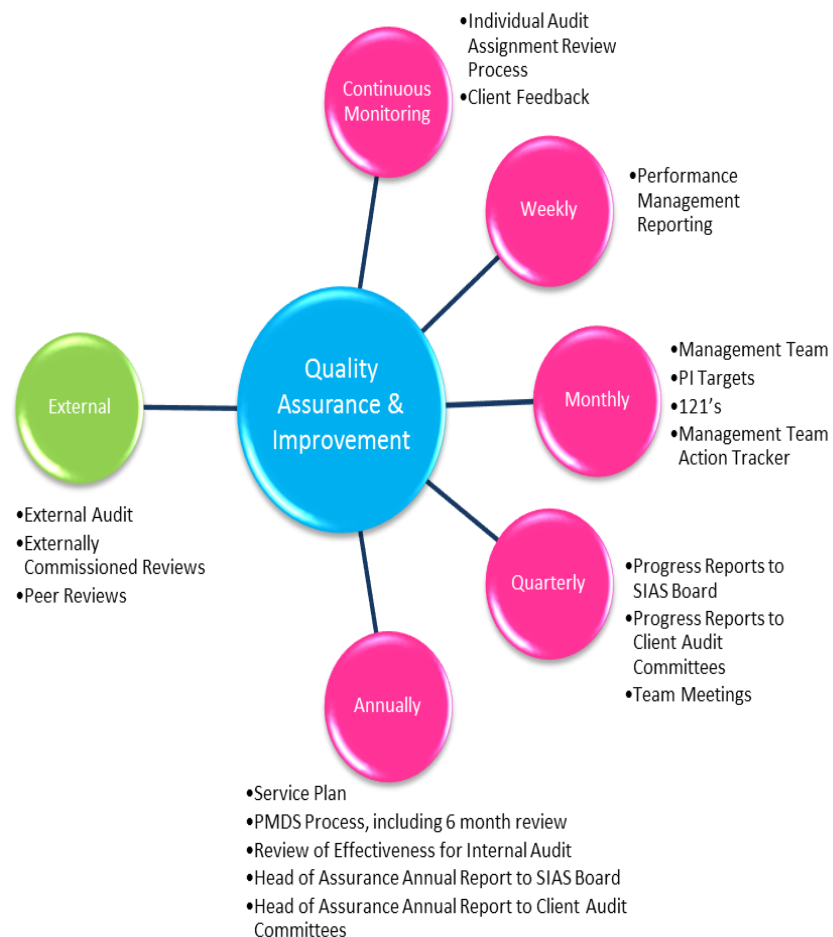 •Individual Audit
Assignment Review
Process
•Client Feedback
Continuous
Monitoring
•Performance
Management
Reporting
Weekly
Quality
Assurance &
Improvement
External
•External Audit
•Externally
Commissioned Reviews
•Peer Reviews
Monthly
•Management Team
•PI Targets
•121’s
•Management Team
Action Tracker
Quarterly
•Progress Reports to
SIAS Board
•Progress Reports to
Client Audit
Committees
•Team Meetings
Annually
•Service Plan
•PMDS Process, including 6 month review
•Review of Effectiveness for Internal Audit
•Head of Assurance Annual Report to SIAS Board
•Head of Assurance Annual Report to Client Audit
Committees